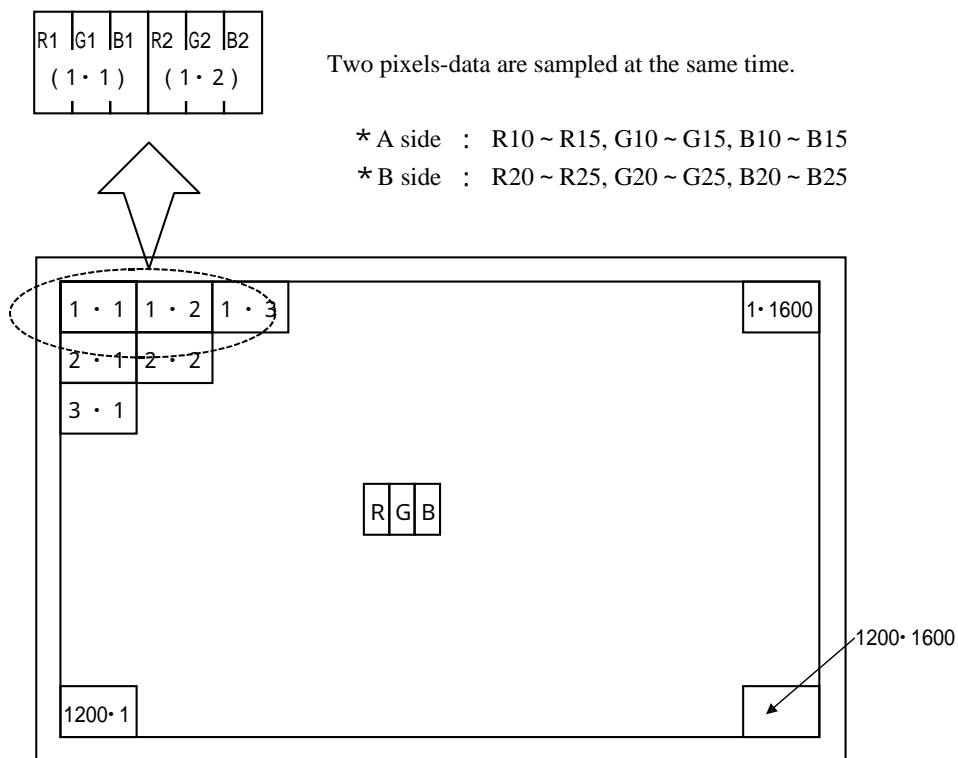 R1 G1 B1 R2 G2 B2
(1・1) (1・2)
Two pixels-data are sampled at the same time.
*A side : R10~R15, G10~G15, B10~B15
*B side : R20~R25, G20~G25, B20~B25
1・1 1・2 1・3 1・1600
2・1 2・2
3・1
R G B
1200・1600
1200・1